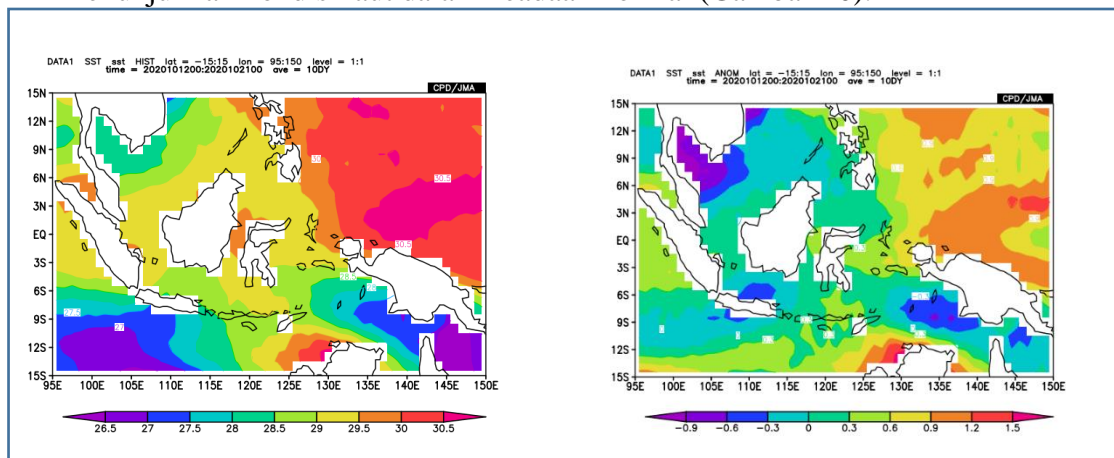 DATA1 SST sst HIST lat = -15:15 lon = 95:150 level = 1:1
time = 2020101200:2020102100 ave = 10DY
CPD/JMA
15N
12N
9N
6N
3N
EQ
3S
6S
9S
12S
15S
30
30.5
30.5
27.5
27
95E 100E 105E 110E 115E 120E 125E 130E 135E 140E 145E 150E
26.5 27 27.5 28 28.5 29 29.5 30 30.5
DATA1 SST sst ANOM lat = -15:15 lon = 95:150 level = 1:1
time = 2020101200:2020102100 ave = 10DY
CPD/JMA
15N
12N
9N
6N
3N
EQ
3S
6S
9S
12S
15S
0
0
95E 100E 105E 110E 115E 120E 125E 130E 135E 140E 145E 150E
-0.9 -0.6 -0.3 0 0.3 0.6 0.9 1.2 1.5